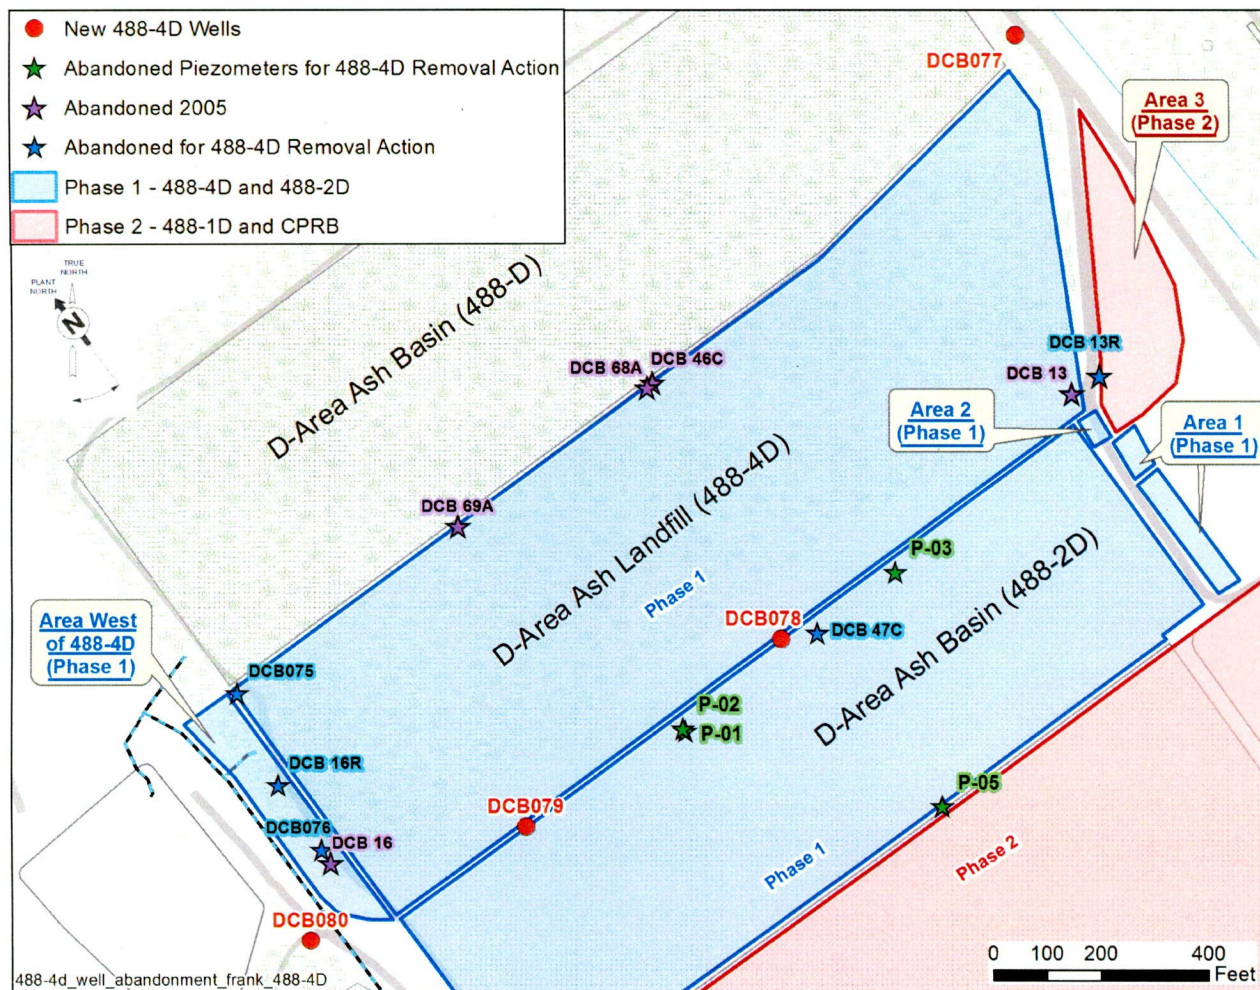 New 488-4D Wells
Abandoned Piezometers for 488-4D Removal Action
Abandoned 2005
Abandoned for 488-4D Removal Action
Phase 1 - 488-4D and 488-2D
Phase 2 - 488-1D and CPRB
TRUE
NORTH
PLANT
NORTH
N
DCB077
Area 3
(Phase 2)
D-Area Ash Basin (488-D)
DCB 68A
DCB 46C
DCB 13R
DCB 13
Area 2
(Phase 1)
Area 1
(Phase 1)
DCB 69A
D-Area Ash Landfill (488-4D)
Phase 1
P-03
DCB078
DCB 47C
D-Area Ash Basin (488-2D)
Area West
of 488-4D
(Phase 1)
DCB075
P-02
P-01
DCB 16R
DCB079
P-05
DCB076
DCB 16
Phase 1
Phase 2
DCB080
0 100 200 400
Feet
488-4d_well_abandonment_frank_488-4D